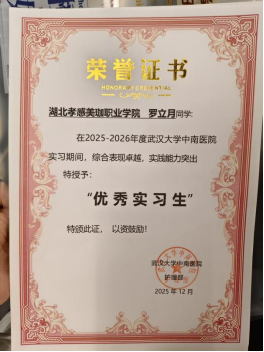 荣誉证书
HONORARY CREDENTIAL
湖北孝感美珈职业学院 罗立月同学:
在2025-2026年度武汉大学中南医院
实习期间，综合表现卓越，实践能力突出
特授予：
“优秀实习生”
特颁此证，以资鼓励！
武汉大学中南医院
护理部
2025年12月